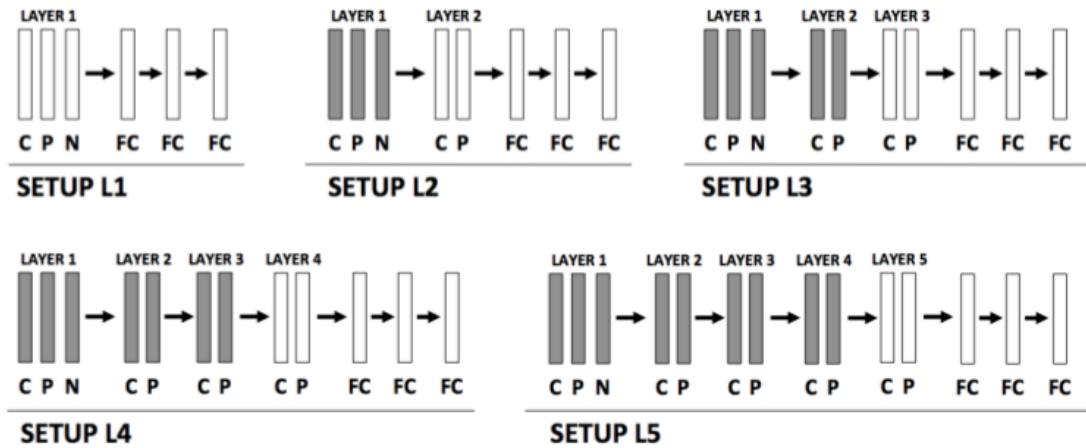 LAYER 1
C P N FC FC FC
SETUP L1
LAYER 1 LAYER 2
C P N C P FC FC FC
SETUP L2
LAYER 1 LAYER 2 LAYER 3
C P N C P C P FC FC FC
SETUP L3
LAYER 1 LAYER 2 LAYER 3 LAYER 4
C P N C P C P C P FC FC FC
SETUP L4
LAYER 1 LAYER 2 LAYER 3 LAYER 4 LAYER 5
C P N C P C P C P C P FC FC FC
SETUP L5